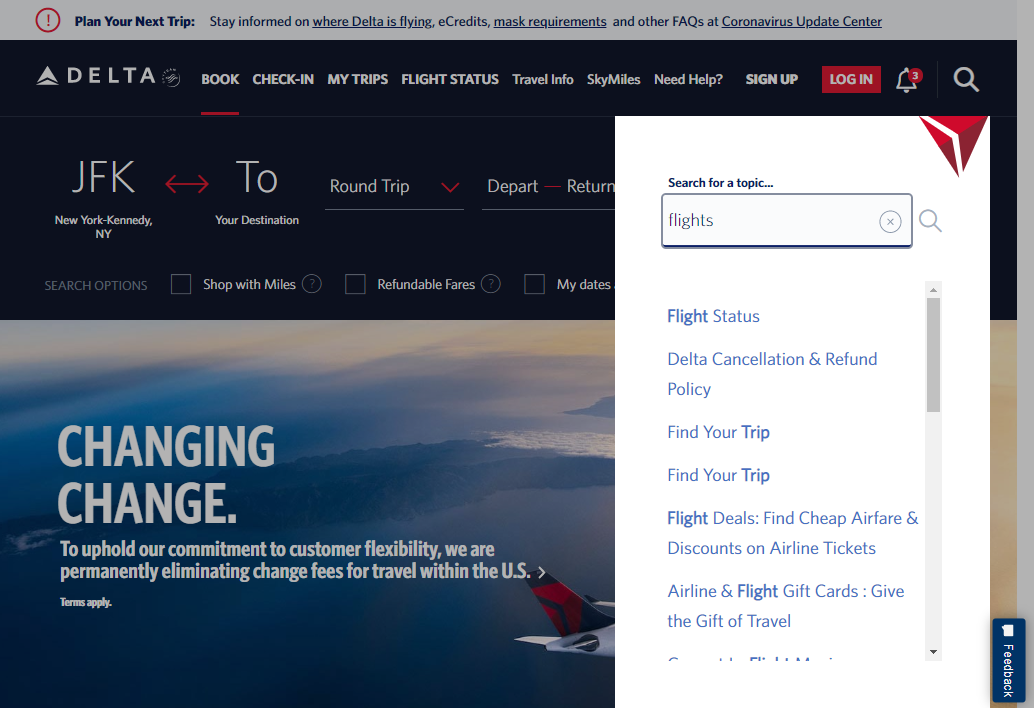 Plan Your Next Trip: Stay informed on where Delta is flying, eCredits, mask requirements and other FAQs at Coronavirus Update Center
DELTA BOOK CHECK-IN MY TRIPS FLIGHT STATUS Travel Info SkyMiles Need Help? SIGN UP LOG IN 3
JFK
New York-Kennedy,
NY
To
Your Destination
Round Trip
Depart — Return
SEARCH OPTIONS Shop with Miles ? Refundable Fares ? My dates
CHANGING
CHANGE.
To uphold our commitment to customer flexibility, we are
permanently eliminating change fees for travel within the U.S.
Terms apply.
Search for a topic...
flights
Flight Status
Delta Cancellation & Refund
Policy
Find Your Trip
Find Your Trip
Flight Deals: Find Cheap Airfare &
Discounts on Airline Tickets
Airline & Flight Gift Cards : Give
the Gift of Travel
Feedback